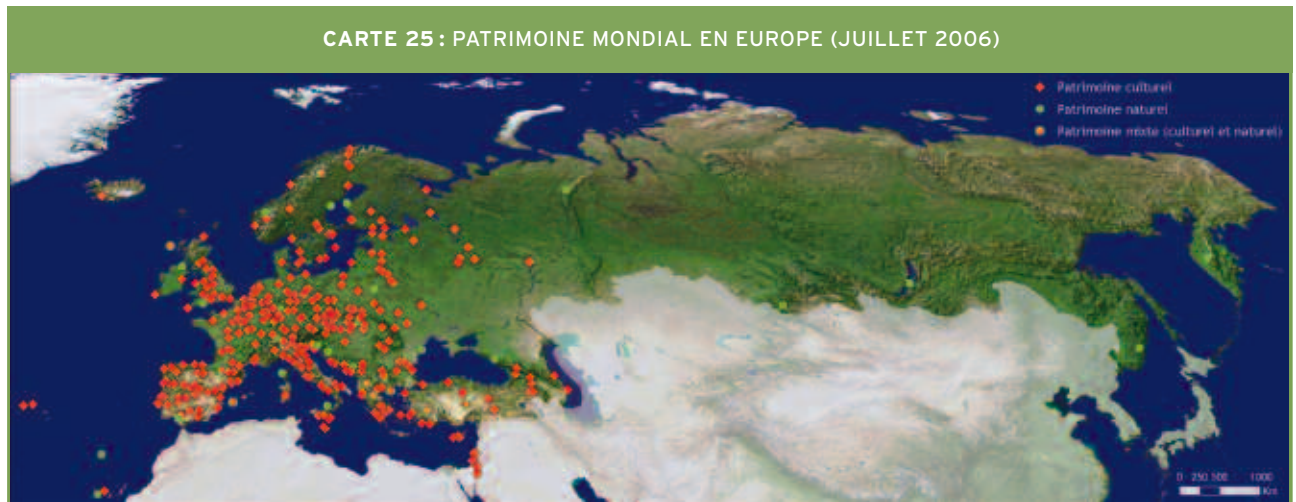 CARTE 25 : PATRIMOINE MONDIAL EN EUROPE (JUILLET 2006)
Patrimoine culturel
Patrimoine naturel
Patrimoine mixte (culturel et naturel)
0 250 500 1000
Km